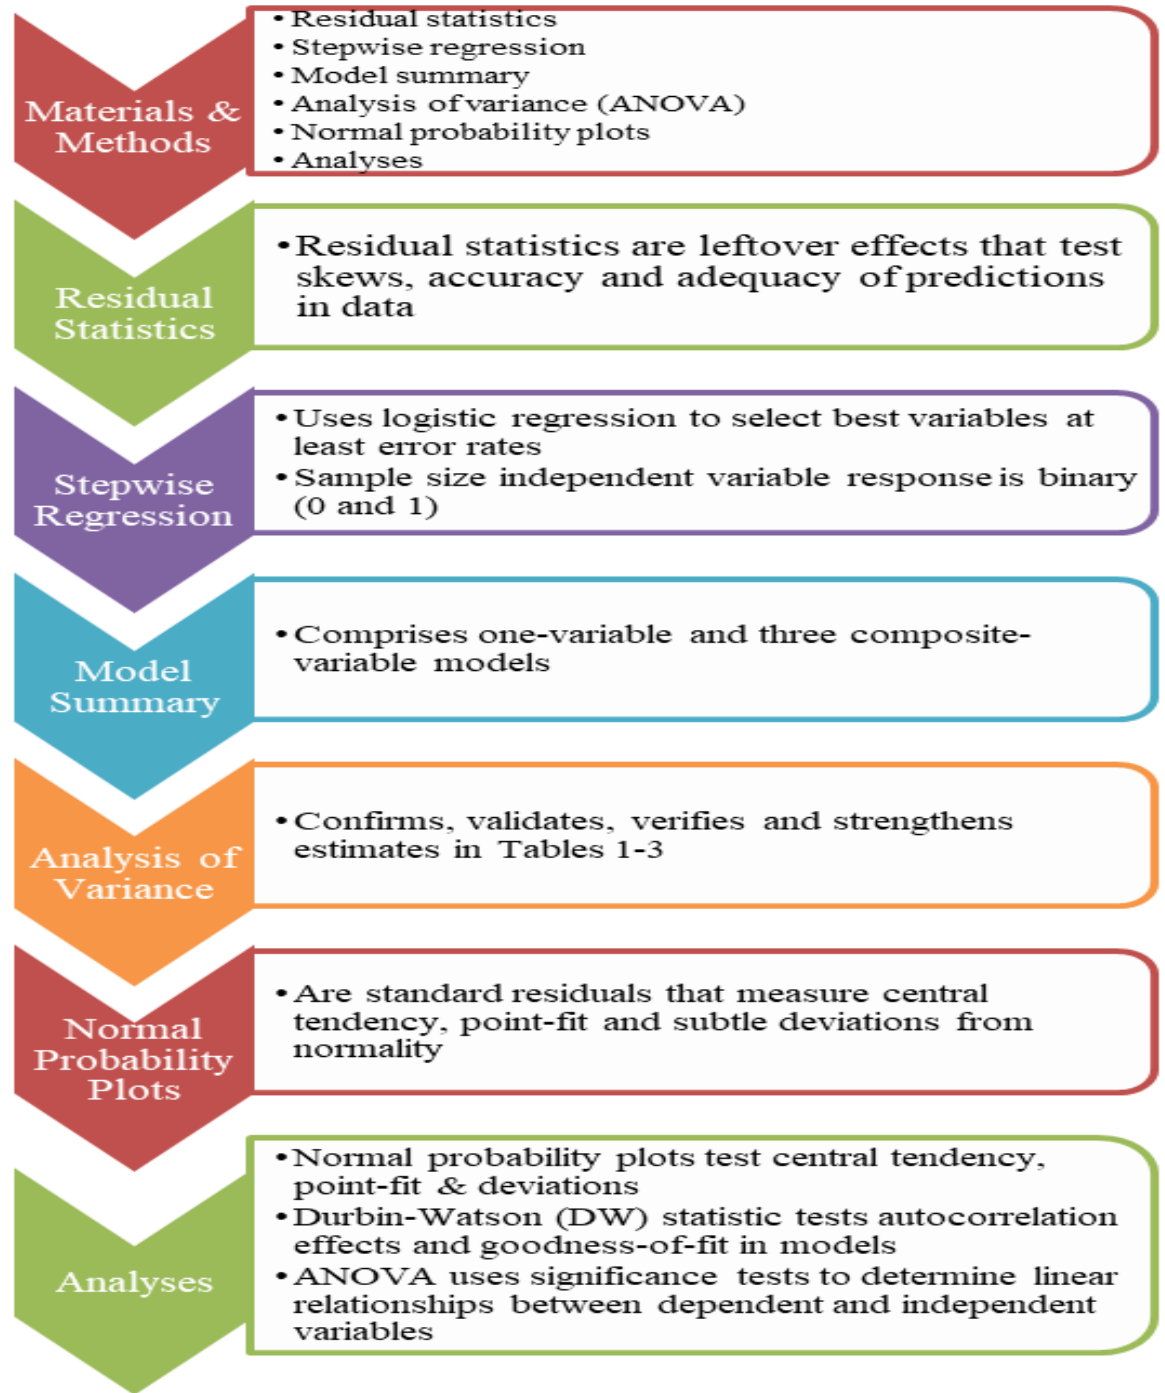 Materials &
Methods
• Residual statistics
• Stepwise regression
• Model summary
• Analysis of variance (ANOVA)
• Normal probability plots
• Analyses
Residual
Statistics
• Residual statistics are leftover effects that test
skews, accuracy and adequacy of predictions
in data
Stepwise
Regression
• Uses logistic regression to select best variables at
least error rates
• Sample size independent variable response is binary
(0 and 1)
Model
Summary
• Comprises one-variable and three composite-
variable models
Analysis of
Variance
• Confirms, validates, verifies and strengthens
estimates in Tables 1-3
Normal
Probability
Plots
• Are standard residuals that measure central
tendency, point-fit and subtle deviations from
normality
Analyses
• Normal probability plots test central tendency,
point-fit & deviations
• Durbin-Watson (DW) statistic tests autocorrelation
effects and goodness-of-fit in models
• ANOVA uses significance tests to determine linear
relationships between dependent and independent
variables